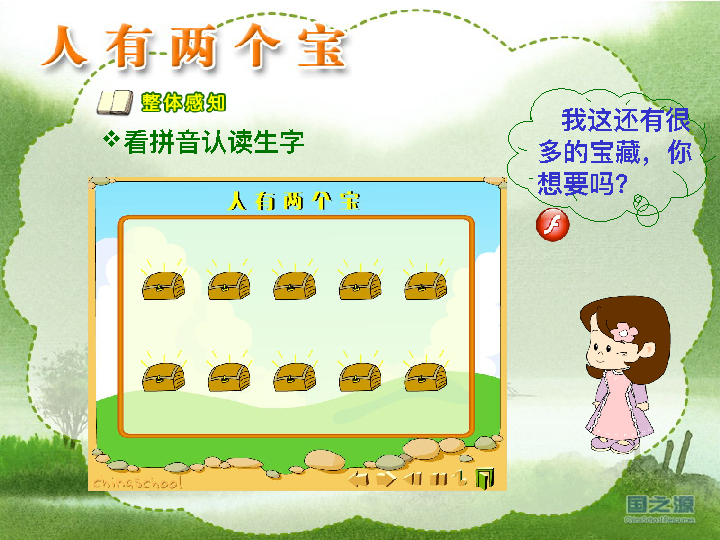 人有两个宝
整体感知
❖看拼音认读生字
我这还有很
多的宝藏，你
想要吗？
人有两个宝
chinaschool
国之源